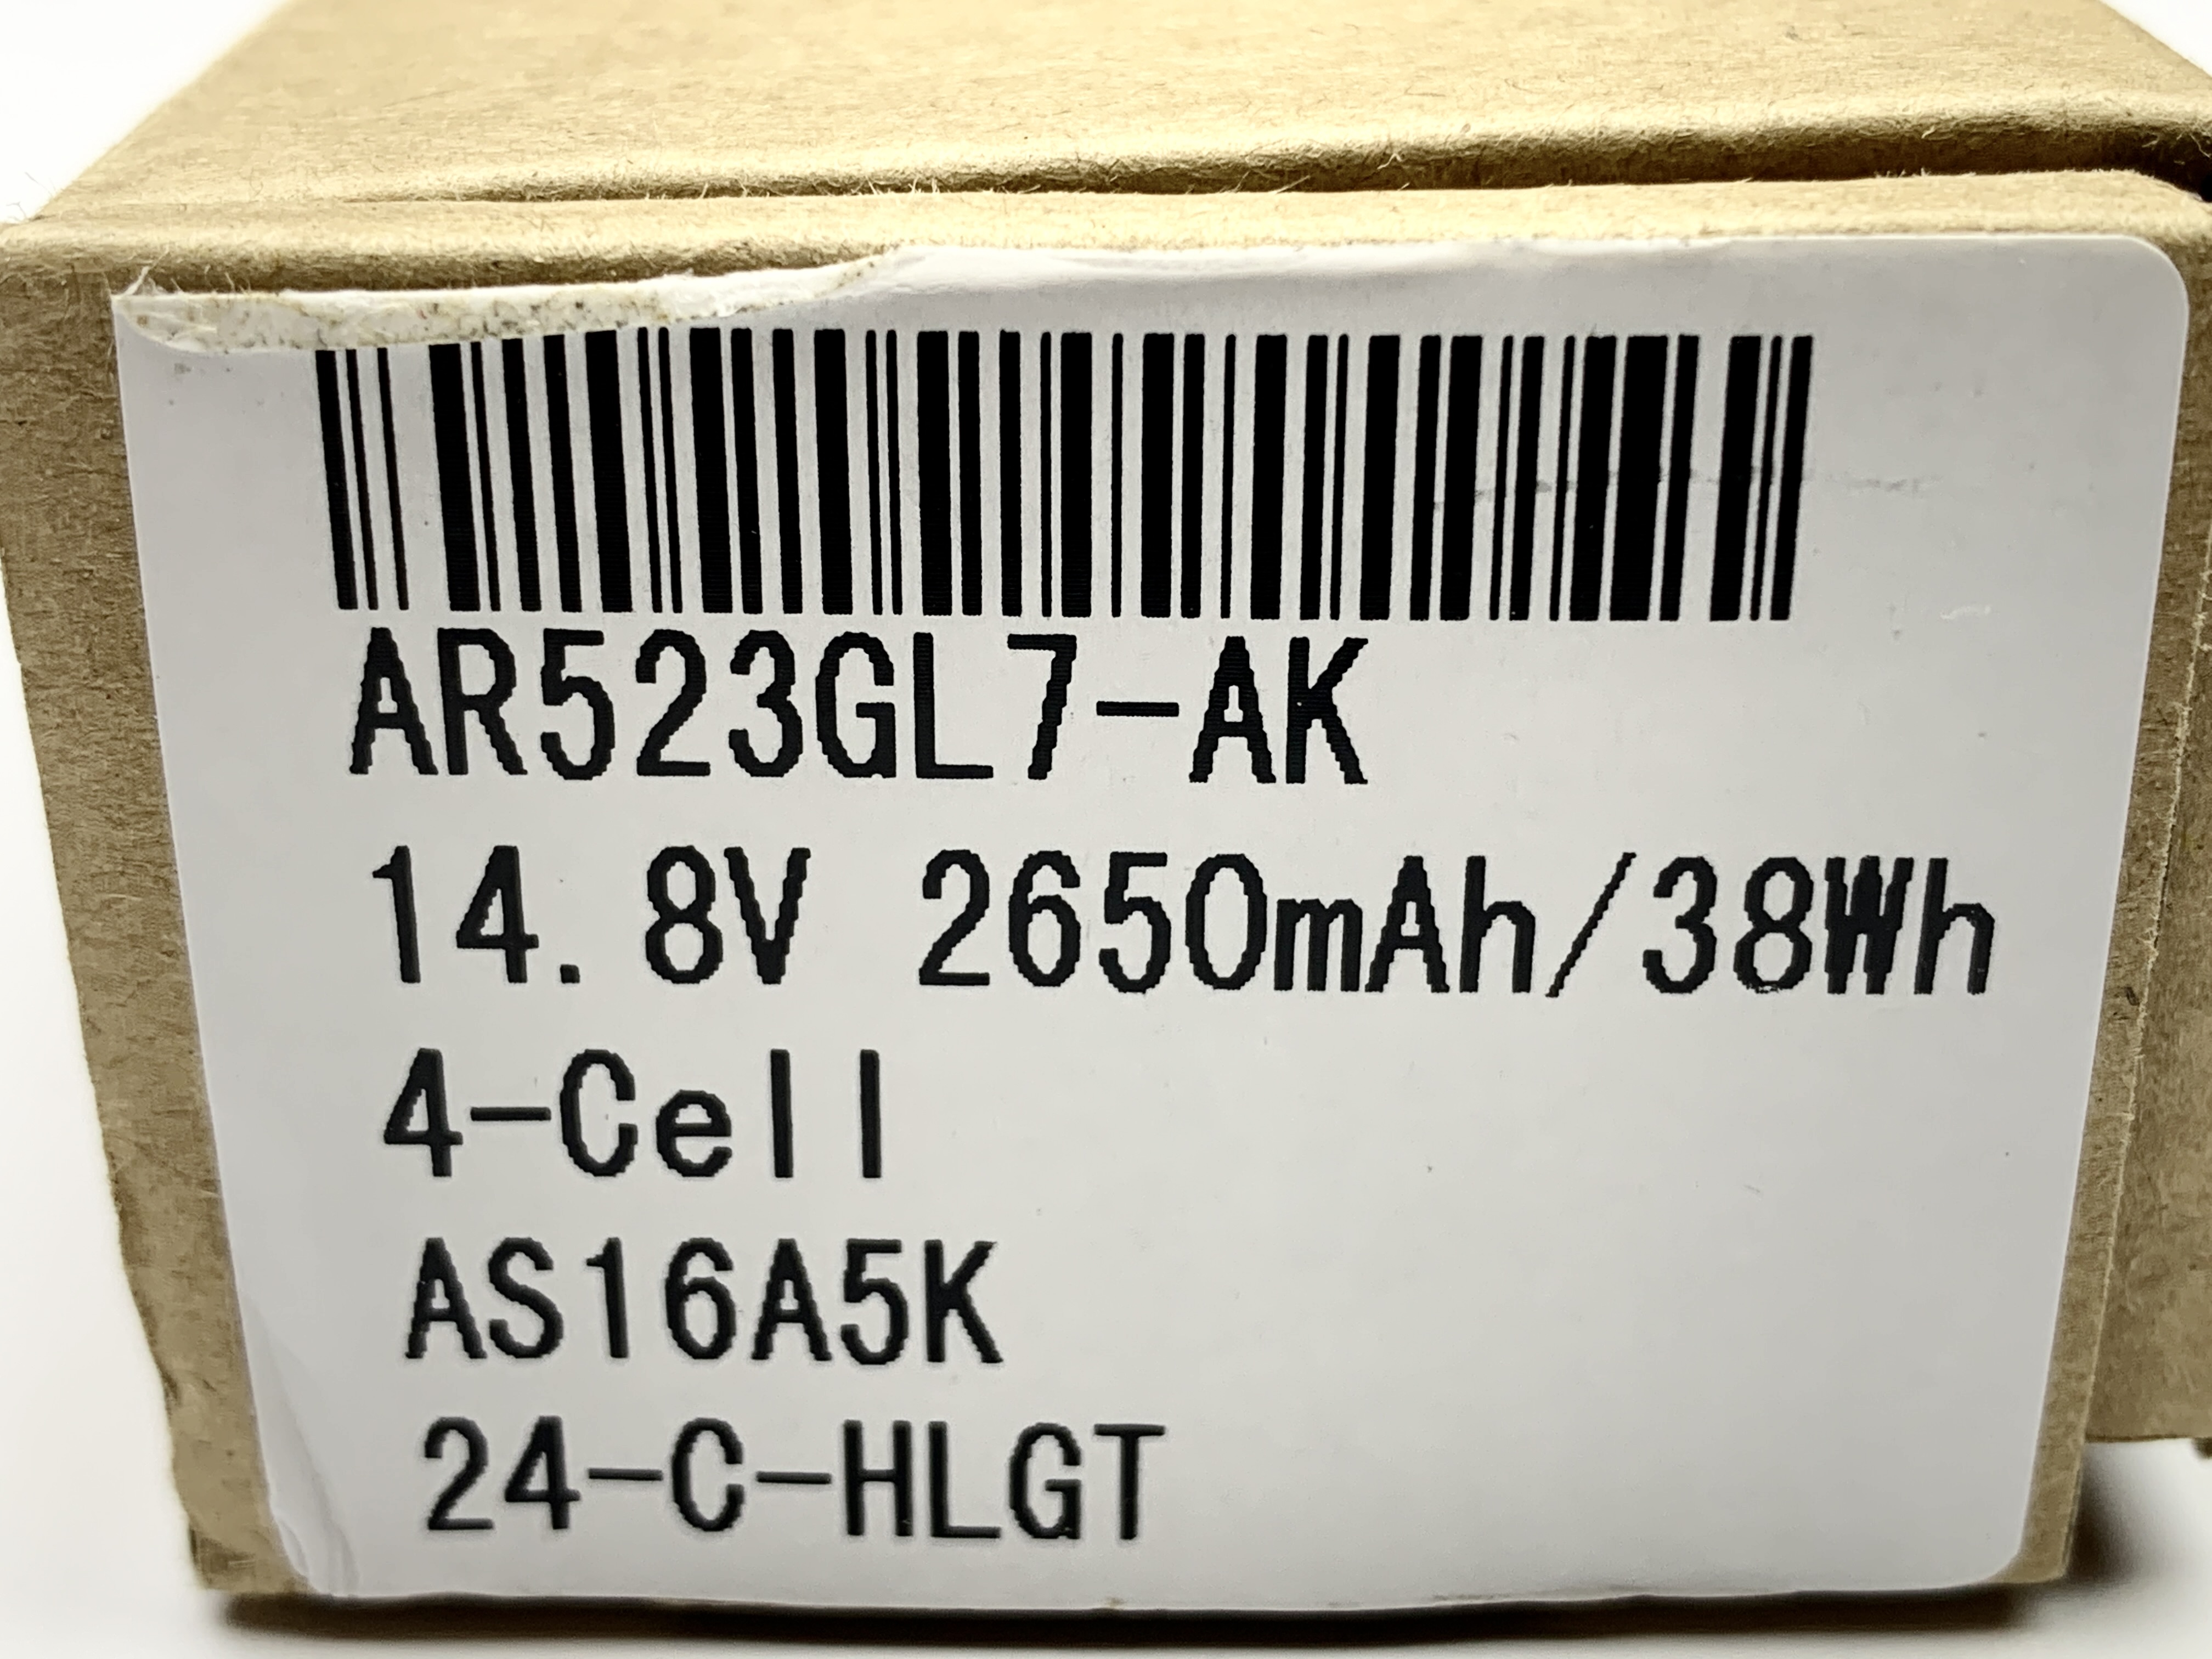 AR523GL7-AK
14.8V 2650mAh/38Wh
4-Cell
AS16A5K
24-C-HLGT